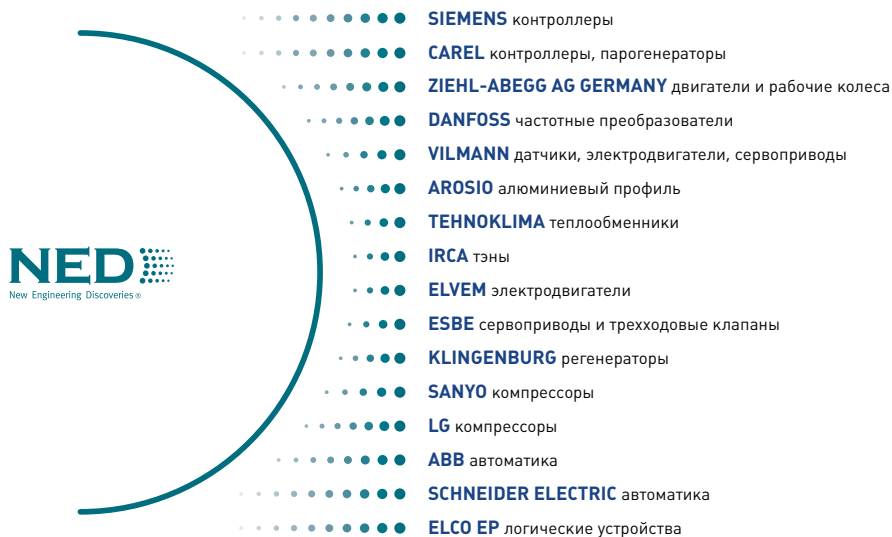 SIEMENS контроллеры
CAREL контроллеры, парогенераторы
ZIEHL-ABEGG AG GERMANY двигатели и рабочие колеса
DANFOSS частотные преобразователи
VILMANN датчики, электродвигатели, сервоприводы
AROSIO алюминиевый профиль
TEHNOKLIMA теплообменники
NED
IRCA тэны
New Engineering Discoveries ®
ELVEM электродвигатели
ESBE сервоприводы и трехходовые клапаны
KLINGENBURG регенераторы
SANYO компрессоры
LG компрессоры
ABB автоматика
SCHNEIDER ELECTRIC автоматика
ELCO EP логические устройства